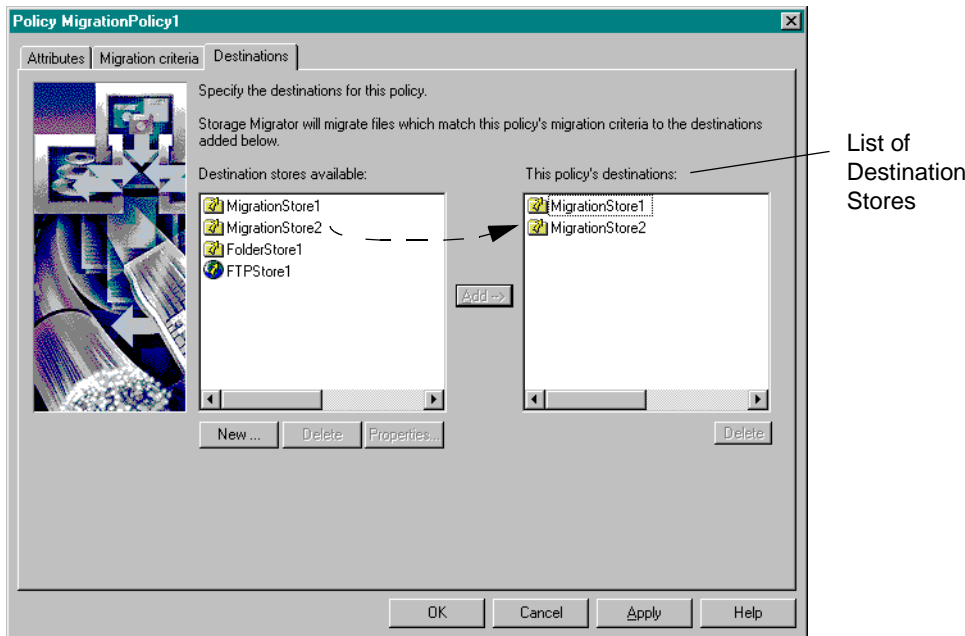 Policy MigrationPolicy1
Attributes
Migration criteria
Destinations
Specify the destinations for this policy.
Storage Migrator will migrate files which match this policy's migration criteria to the destinations
added below.
Destination stores available:
MigrationStore1
MigrationStore2
FolderStore1
FTPStore1
Add -->
This policy's destinations:
MigrationStore1
MigrationStore2
New ...
Delete
Properties...
Delete
OK
Cancel
Apply
Help
List of
Destination
Stores